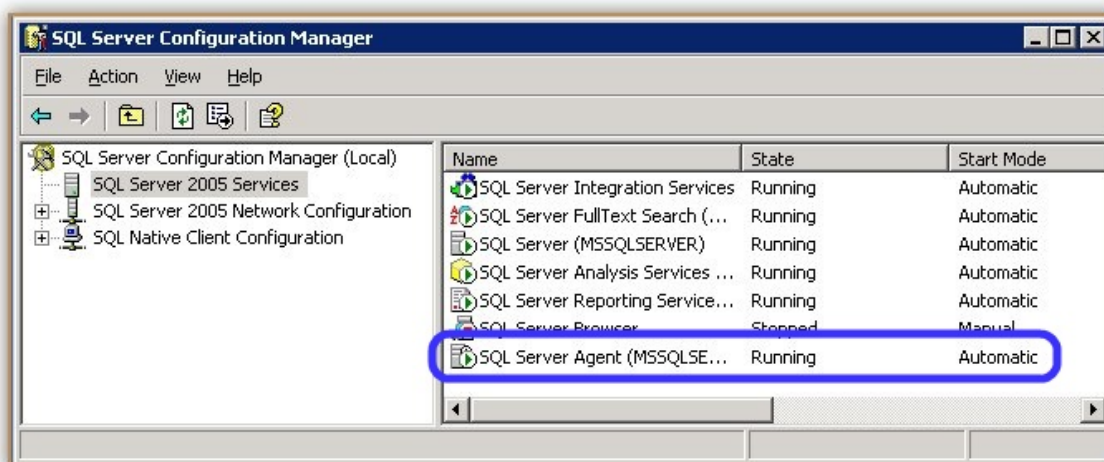 SQL Server Configuration Manager
File Action View Help
SQL Server Configuration Manager (Local)
SQL Server 2005 Services
SQL Server 2005 Network Configuration
SQL Native Client Configuration
Name State Start Mode
SQL Server Integration Services Running Automatic
SQL Server FullText Search (... Running Automatic
SQL Server (MSSQLSERVER) Running Automatic
SQL Server Analysis Services ... Running Automatic
SQL Server Reporting Service... Running Automatic
SQL Server Browser Stopped Manual
SQL Server Agent (MSSQLSE... Running Automatic